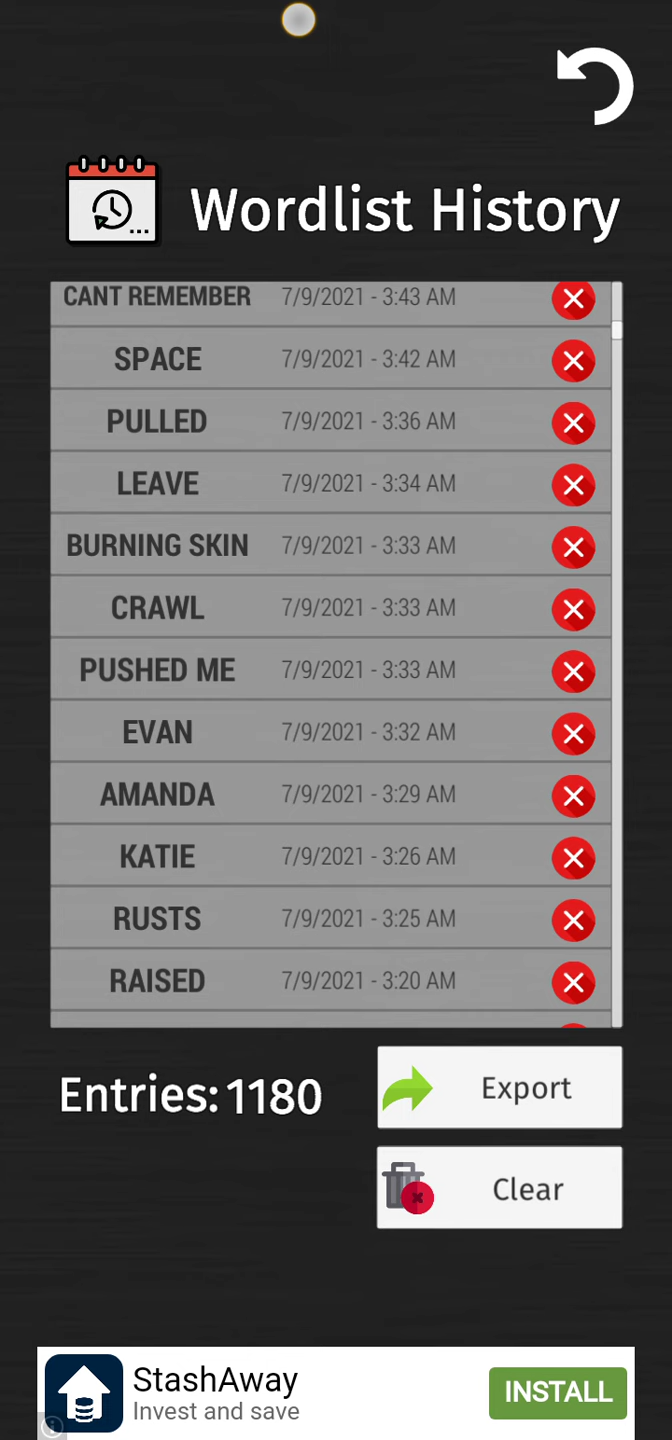 Wordlist History
CANT REMEMBER 7/9/2021 - 3:43 AM
SPACE 7/9/2021 - 3:42 AM
PULLED 7/9/2021 - 3:36 AM
LEAVE 7/9/2021 - 3:34 AM
BURNING SKIN 7/9/2021 - 3:33 AM
CRAWL 7/9/2021 - 3:33 AM
PUSHED ME 7/9/2021 - 3:33 AM
EVAN 7/9/2021 - 3:32 AM
AMANDA 7/9/2021 - 3:29 AM
KATIE 7/9/2021 - 3:26 AM
RUSTS 7/9/2021 - 3:25 AM
RAISED 7/9/2021 - 3:20 AM
Entries: 1180
Export
Clear
StashAway
Invest and save
INSTALL